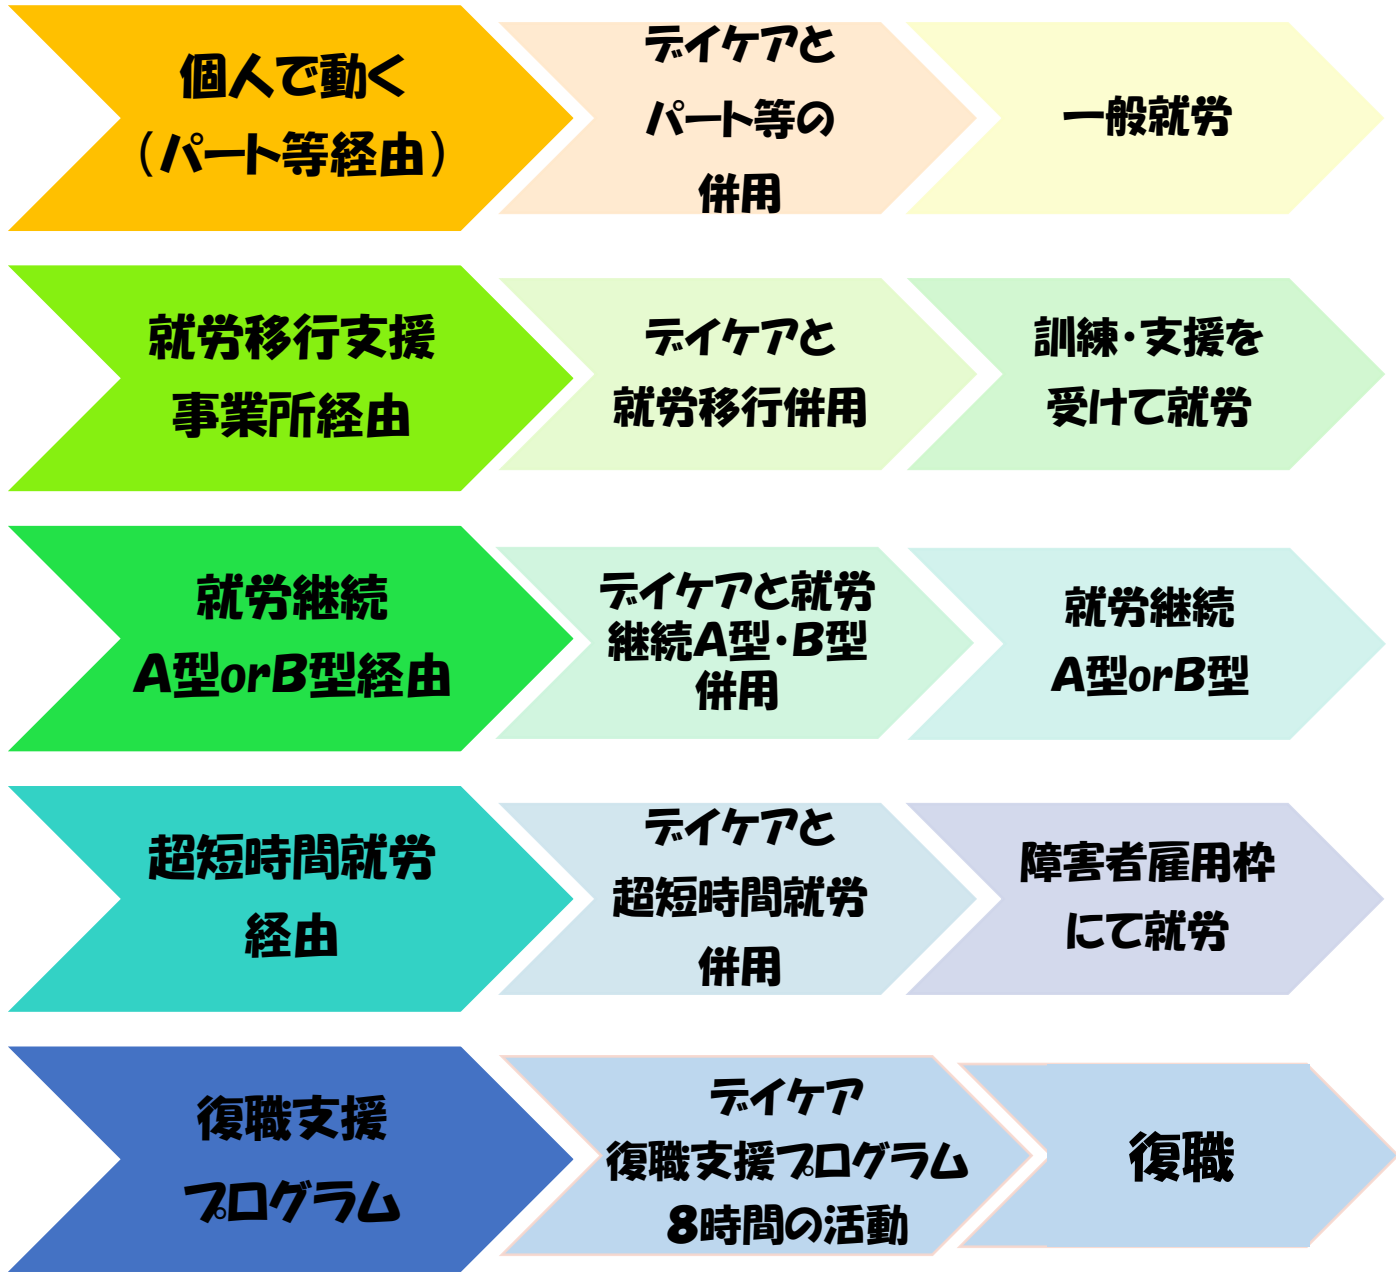 個人で動く
（パート等経由）
デイケアと
パート等の
併用
一般就労
就労移行支援
事業所経由
デイケアと
就労移行併用
訓練・支援を
受けて就労
就労継続
A型orB型経由
デイケアと就労
継続A型・B型
併用
就労継続
A型orB型
超短時間就労
経由
デイケアと
超短時間就労
併用
障害者雇用枠
にて就労
復職支援
プログラム
デイケア
復職支援プログラム
8時間の活動
復職